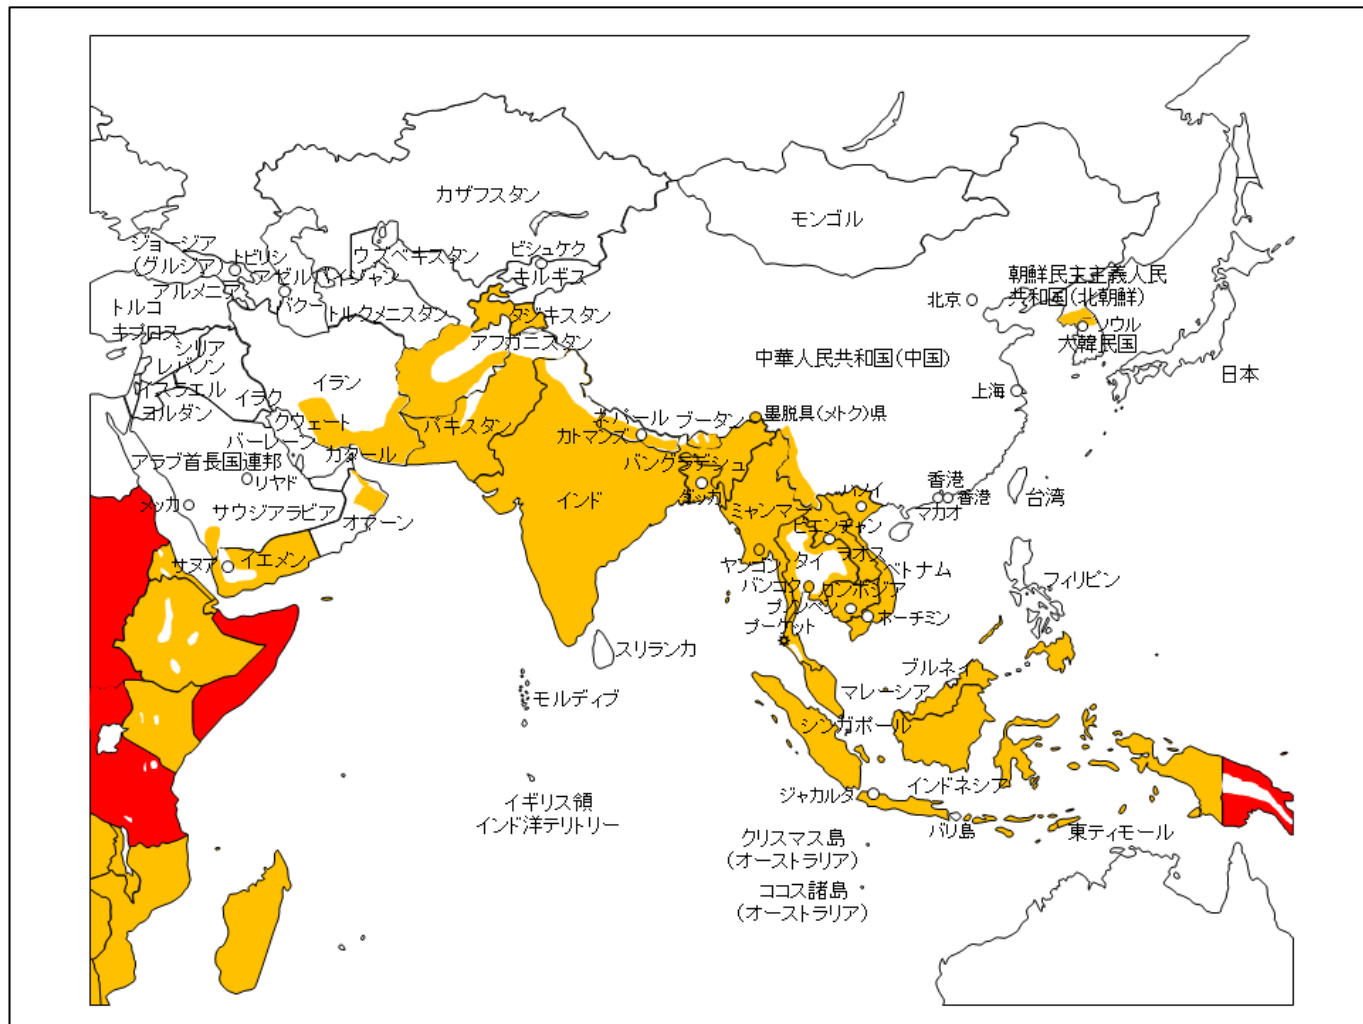 カザフスタン
モンゴル
ジョージア
(グルジア)
トビリシ
ウズベキスタン
ビシュケク
キルギス
アゼルバイジャン
アルメニア
バクー
トルクメニスタン
タジキスタン
トルコ
キプロス
アフガニスタン
シリア
レバノン
イスラエル
ヨルダン
イラク
イラン
クウェート
バーレーン
カタール
パキスタン
アラブ首長国連邦
リヤド
メッカ
サウジアラビア
オマーン
サヌア
イエメン
北京
朝鮮民主主義人民
共和国(北朝鮮)
ソウル
大韓民国
中華人民共和国(中国)
日本
上海
ネパール
ブータン
墨脱具(メトク)県
カトマンズ
バングラデシュ
ダッカ
インド
ミャンマー
ハノイ
香港
香港
マカオ
台湾
ビエンチャン
ラオス
ヤンゴン
タイ
ベトナム
バンコク
カンボジア
プノンペン
ホーチミン
プーケット
フィリピン
スリランカ
モルディブ
ブルネイ
マレーシア
シンガポール
インドネシア
ジャカルタ
バリ島
東ティモール
イギリス領
インド洋テリトリー
クリスマス島
(オーストラリア)
ココス諸島
(オーストラリア)